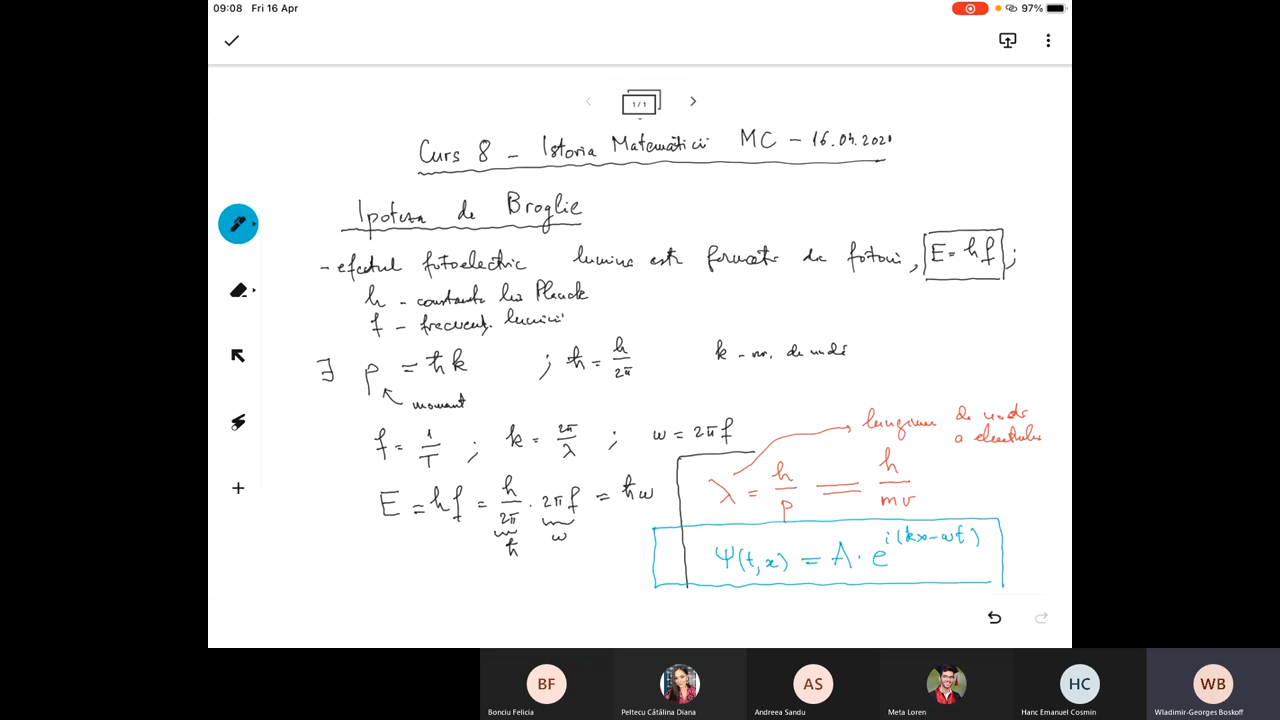 09:08 Fri 16 Apr 97%
1/1
Curs 8 - Istoria Matematicii MC - 16.04.2021
Ipoteza de Broglie
- efectul fotoelectric lumina este formata de fotoni, E = hf ;
h - constanta lui Planck
f - frecvenț. luminii
∃ p = ħk ; ħ = h/2π k - nr. de undă
moment
f = 1/T ; k = 2π/λ ; ω = 2πf
lungimea de undă
a electronului
E = hf = h/2π · 2πf = ħω
ħ ω
λ = h/p = h/mv
Ψ(t,x) = A · e^{i(kx-ωt)}
BF AS HC WB
Bonciu Felicia Peltecu Cătălina Diana Andreea Sandu Meta Loren Hanc Emanuel Cosmin Wladimir-Georges Boskoff